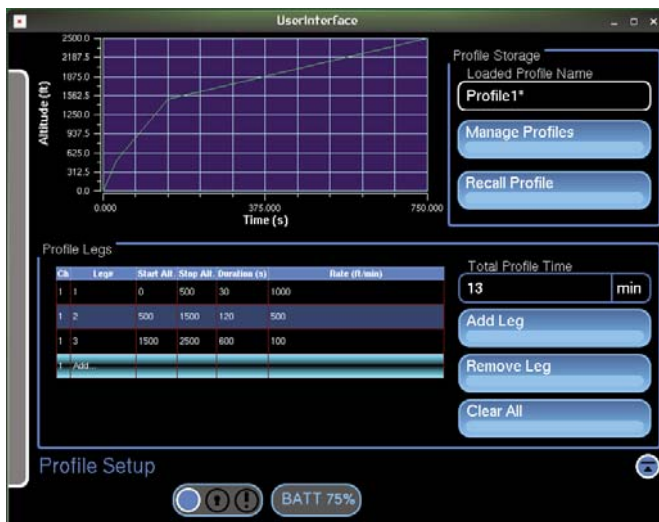 UserInterface
2500.0
2187.5
1875.0
1562.5
1250.0
937.5
625.0
312.5
0.0
Altitude (ft)
0.000 375.000 750.000
Time (s)
Profile Storage
Loaded Profile Name
Profile1*
Manage Profiles
Recall Profile
Profile Legs
Ch Leg# Start Alt. Stop Alt. Duration (s) Rate (ft/min)
1 1 0 500 30 1000
1 2 500 1500 120 500
1 3 1500 2500 600 100
1 Add...
Total Profile Time
13 min
Add Leg
Remove Leg
Clear All
Profile Setup
BATT 75%